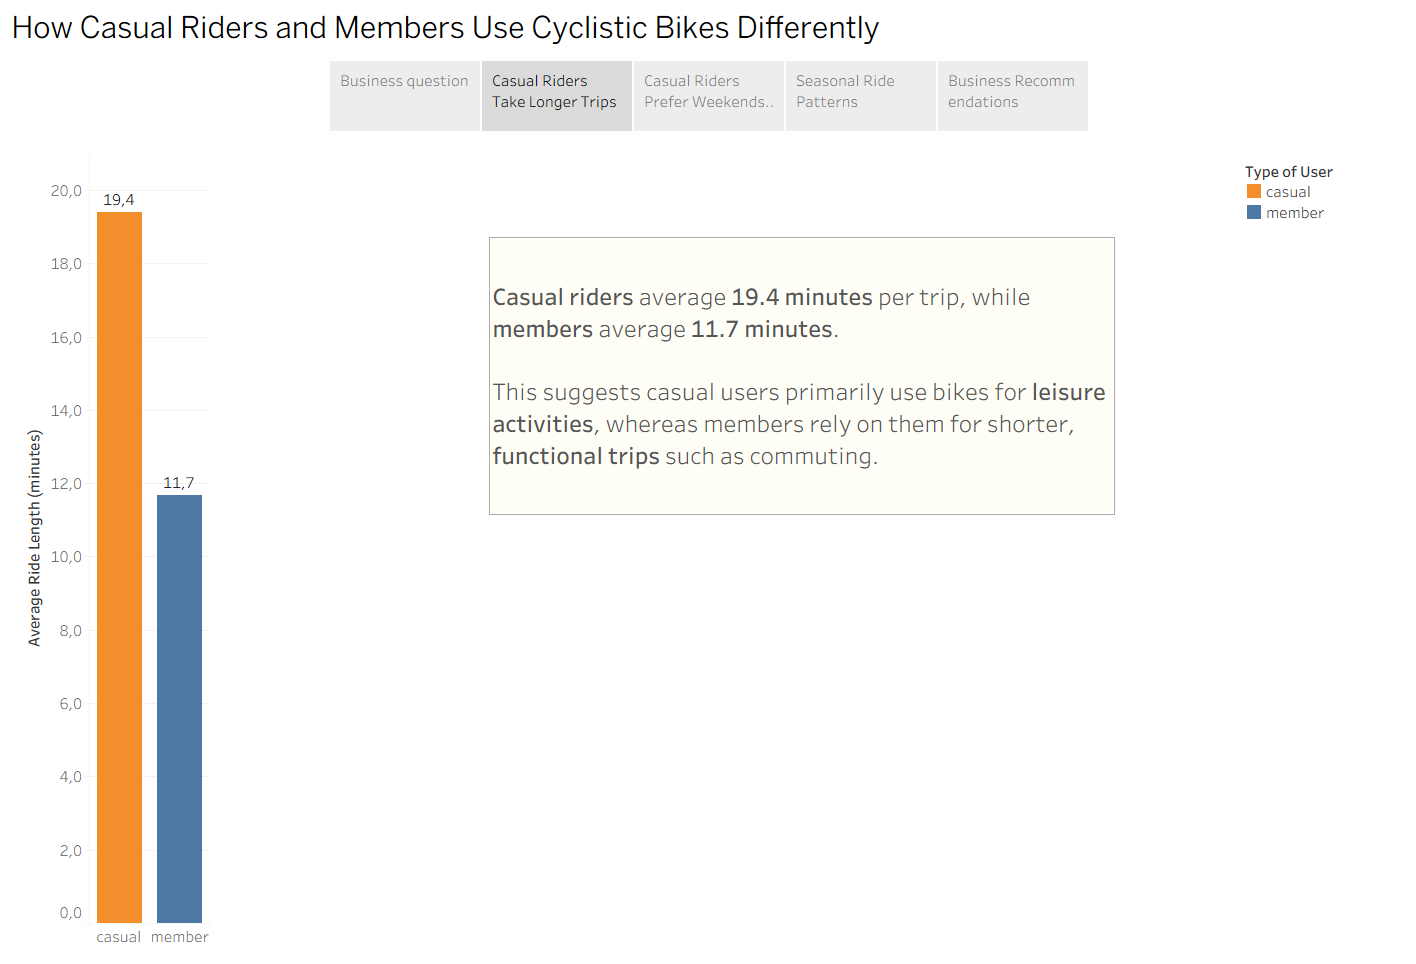 How Casual Riders and Members Use Cyclistic Bikes Differently
Business question
Casual Riders
Take Longer Trips
Casual Riders
Prefer Weekends..
Seasonal Ride
Patterns
Business Recomm
endations
Type of User
casual
member
20,0
18,0
16,0
14,0
12,0
10,0
8,0
6,0
4,0
2,0
0,0
Average Ride Length (minutes)
19,4
11,7
casual member
Casual riders average 19.4 minutes per trip, while
members average 11.7 minutes.
This suggests casual users primarily use bikes for leisure
activities, whereas members rely on them for shorter,
functional trips such as commuting.